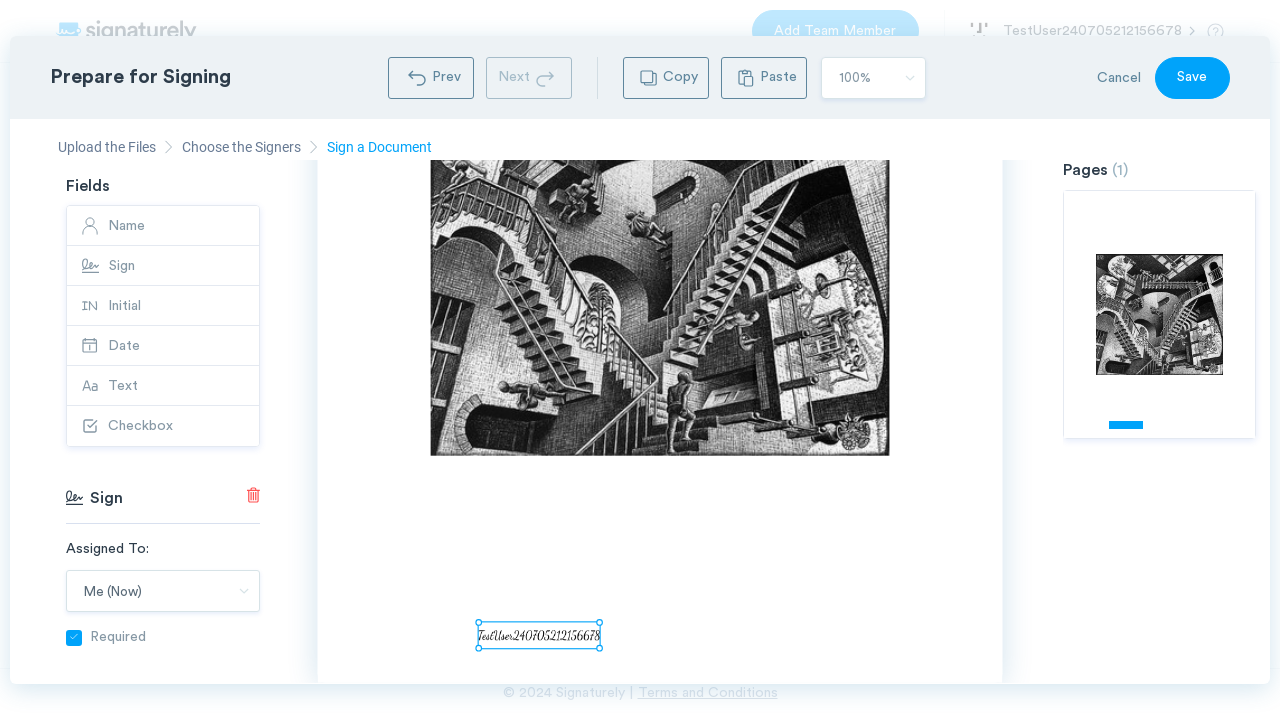 signaturely
Add Team Member
TestUser240705212156678
Prepare for Signing
Prev
Next
Copy
Paste
100%
Cancel
Save
Upload the Files
Choose the Signers
Sign a Document
Fields
Name
Sign
IN Initial
Date
Aa Text
Checkbox
Sign
Assigned To:
Me (Now)
Required
TestUser240705212156678
Pages (1)
© 2024 Signaturely | Terms and Conditions